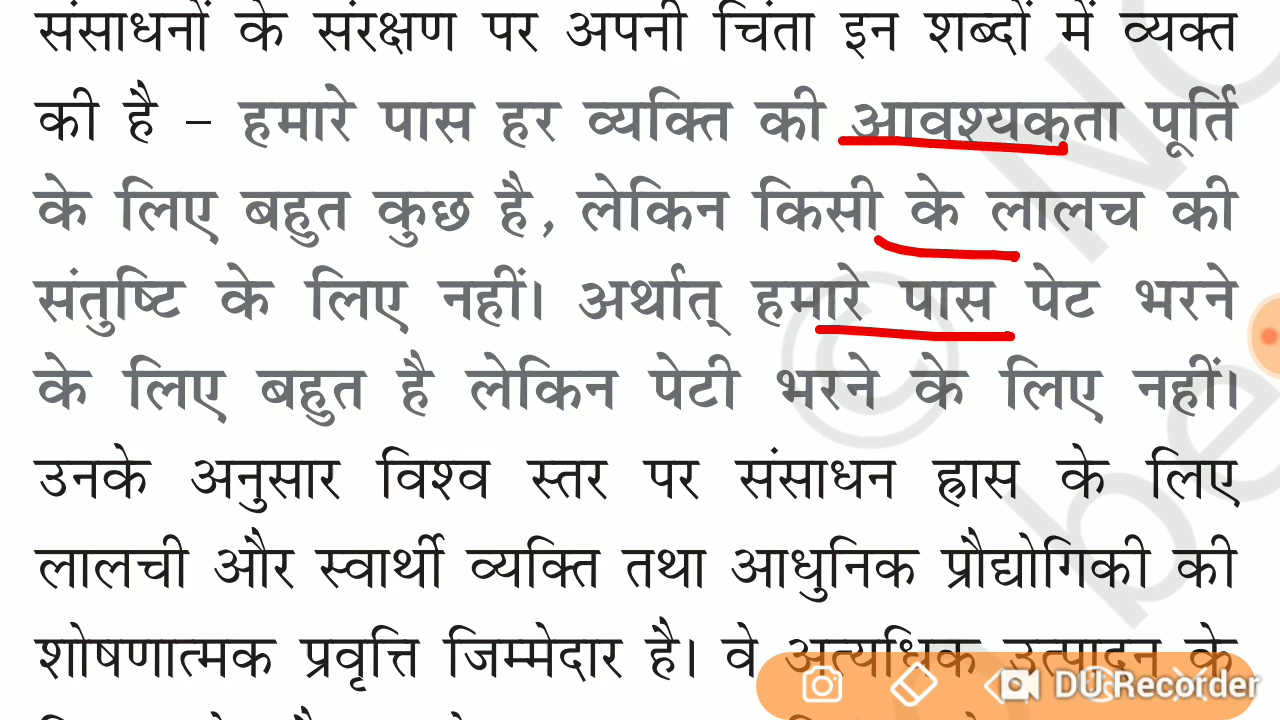 संसाधनों के संरक्षण पर अपनी चिंता इन शब्दों में व्यक्त
की है – हमारे पास हर व्यक्ति की आवश्यकता पूर्ति
के लिए बहुत कुछ है, लेकिन किसी के लालच की
संतुष्टि के लिए नहीं। अर्थात् हमारे पास पेट भरने
के लिए बहुत है लेकिन पेटी भरने के लिए नहीं।
उनके अनुसार विश्व स्तर पर संसाधन ह्रास के लिए
लालची और स्वार्थी व्यक्ति तथा आधुनिक प्रौद्योगिकी की
शोषणात्मक प्रवृत्ति जिम्मेदार है। वे अत्यधिक उत्पादन के
DU Recorder